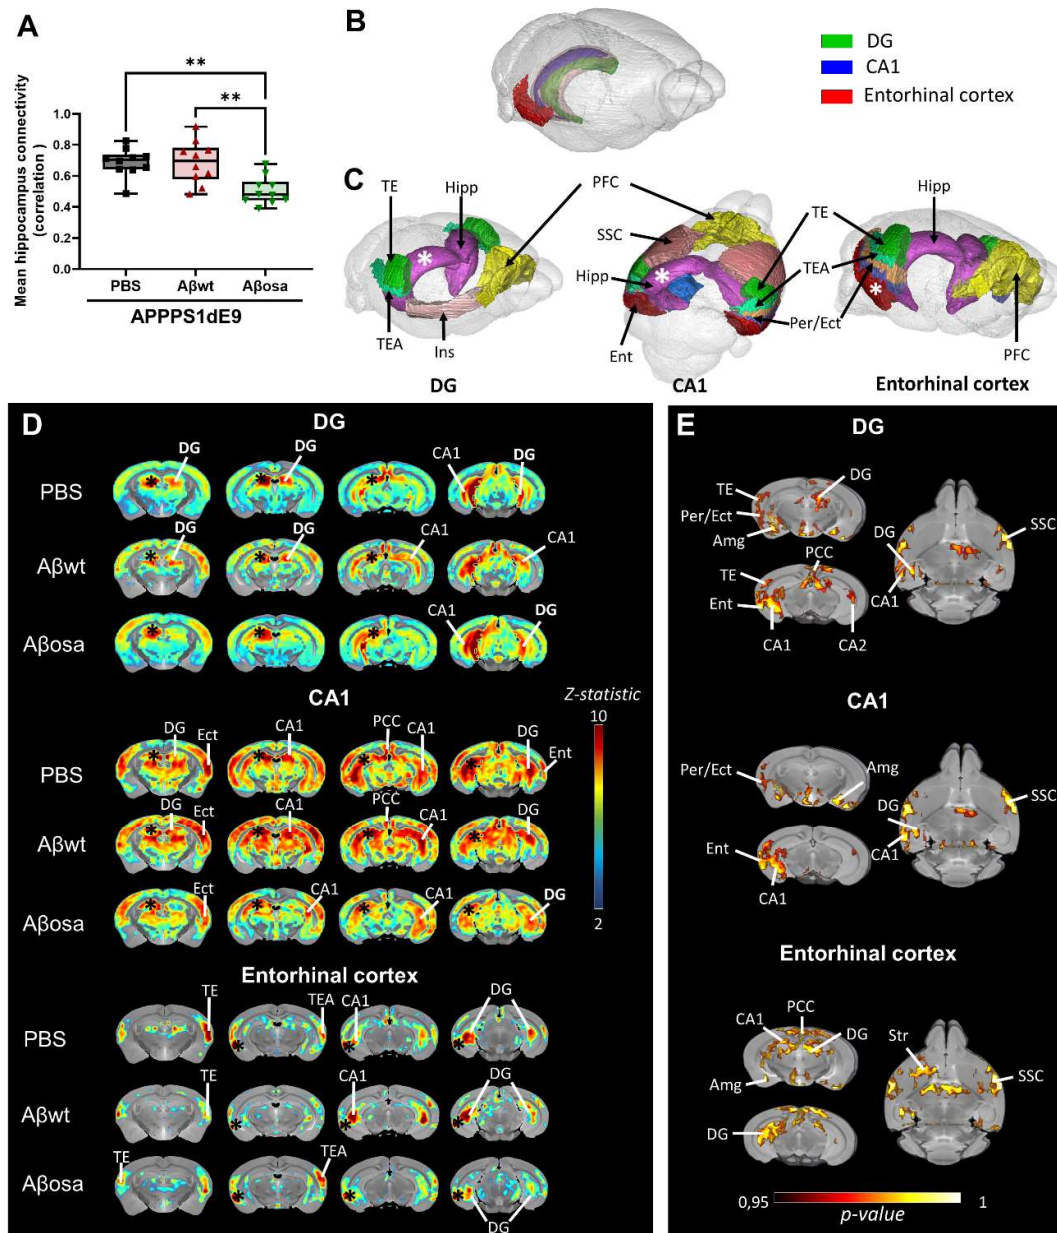 A
**
**
Mean hippocampus connectivity
(correlation )
1.0
0.8
0.6
0.4
0.2
0.0
PBS
Aβwt
Aβosa
APPPS1dE9
B
DG
CA1
Entorhinal cortex
C
TE
Hipp
PFC
SSC
TE
Hipp
*
Hipp
*
TEA
*
TEA
Ins
Ent
Per/Ect
PFC
DG
CA1
Entorhinal cortex
D
DG
PBS
DG
DG
CA1
DG
* * *
Aβwt
DG
DG
CA1
CA1
* * *
Aβosa
CA1
DG
* * *
CA1
Z-statistic
10
2
PBS
DG
Ect
CA1
PCC
CA1
DG
Ent
* * * *
Aβwt
DG
Ect
CA1
PCC
CA1
DG
* * * *
Aβosa
Ect
CA1
CA1
DG
* * * *
Entorhinal cortex
PBS
TE
TEA
CA1
DG
* * *
Aβwt
TE
CA1
DG
* * *
Aβosa
TE
TEA
DG
* * *
E
DG
TE
DG
Per/Ect
Amg
SSC
DG
PCC
TE
Ent
CA1
CA1
CA2
CA1
Per/Ect
Amg
SSC
DG
Ent
CA1
CA1
Entorhinal cortex
PCC
CA1
DG
Str
SSC
Amg
DG
0,95
1
p-value